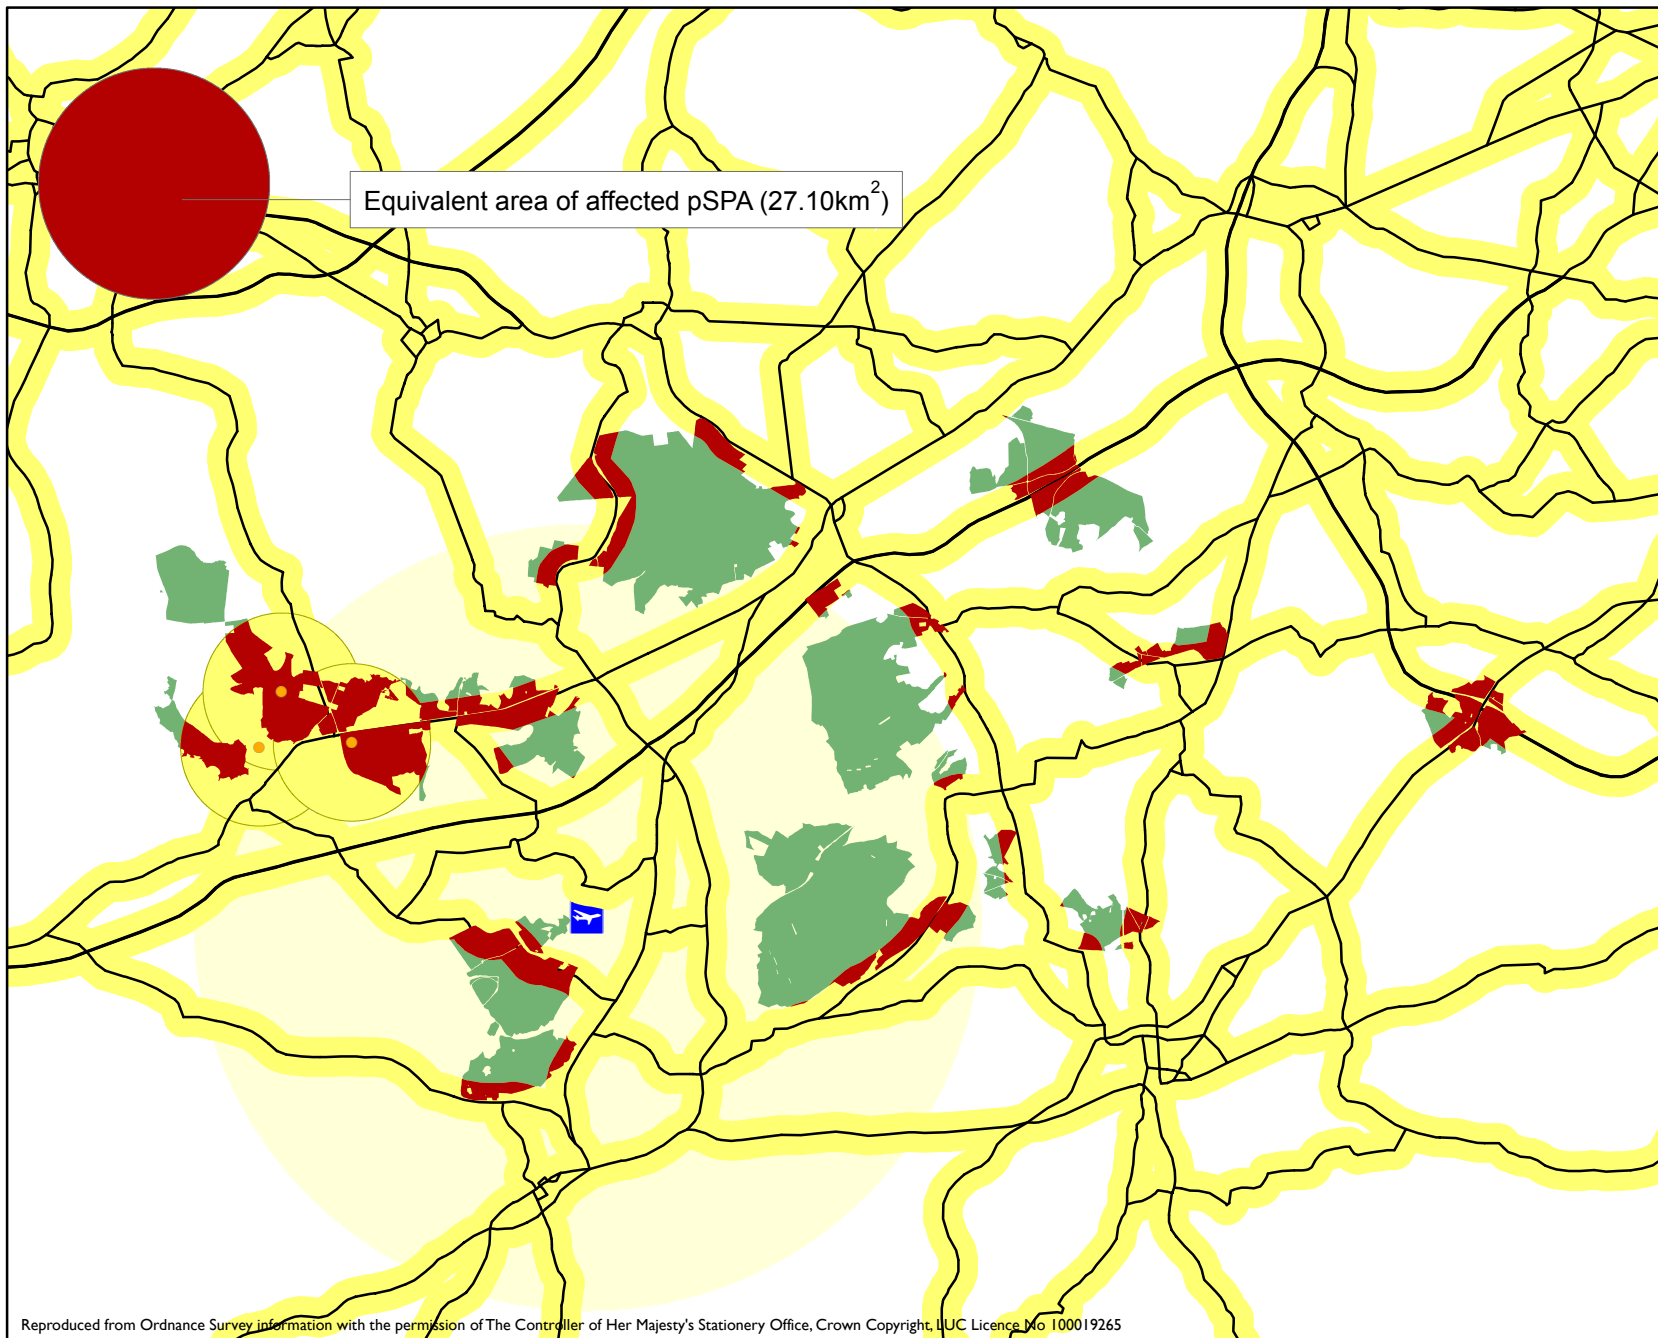 Equivalent area of affected pSPA (27.10km²)
Reproduced from Ordnance Survey information with the permission of The Controller of Her Majesty's Stationery Office, Crown Copyright, LUC Licence No 100019265